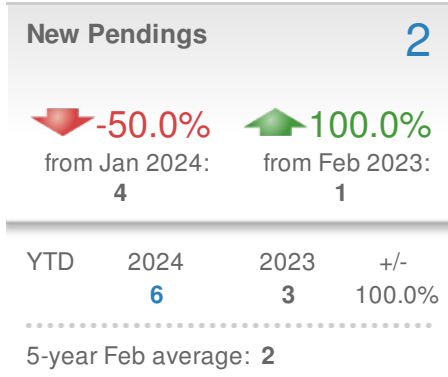 New Pendings 2
-50.0% 100.0%
from Jan 2024: from Feb 2023:
4 1
YTD 2024 2023 +/-
6 3 100.0%
5-year Feb average: 2